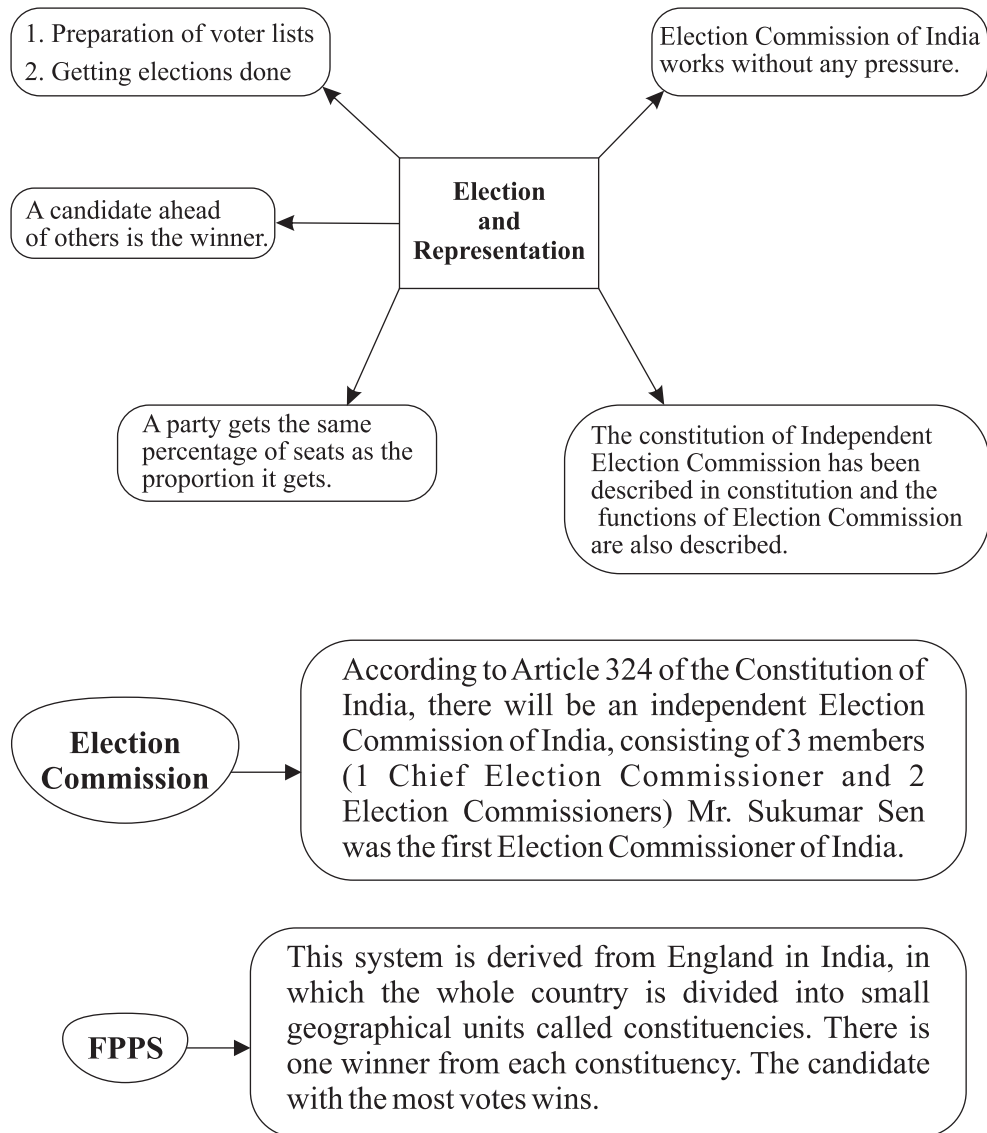 1. Preparation of voter lists
2. Getting elections done
Election Commission of India
works without any pressure.
Election
and
Representation
A candidate ahead
of others is the winner.
A party gets the same
percentage of seats as the
proportion it gets.
The constitution of Independent
Election Commission has been
described in constitution and the
functions of Election Commission
are also described.
Election
Commission
According to Article 324 of the Constitution of
India, there will be an independent Election
Commission of India, consisting of 3 members
(1 Chief Election Commissioner and 2
Election Commissioners) Mr. Sukumar Sen
was the first Election Commissioner of India.
FPPS
This system is derived from England in India, in
which the whole country is divided into small
geographical units called constituencies. There is
one winner from each constituency. The candidate
with the most votes wins.